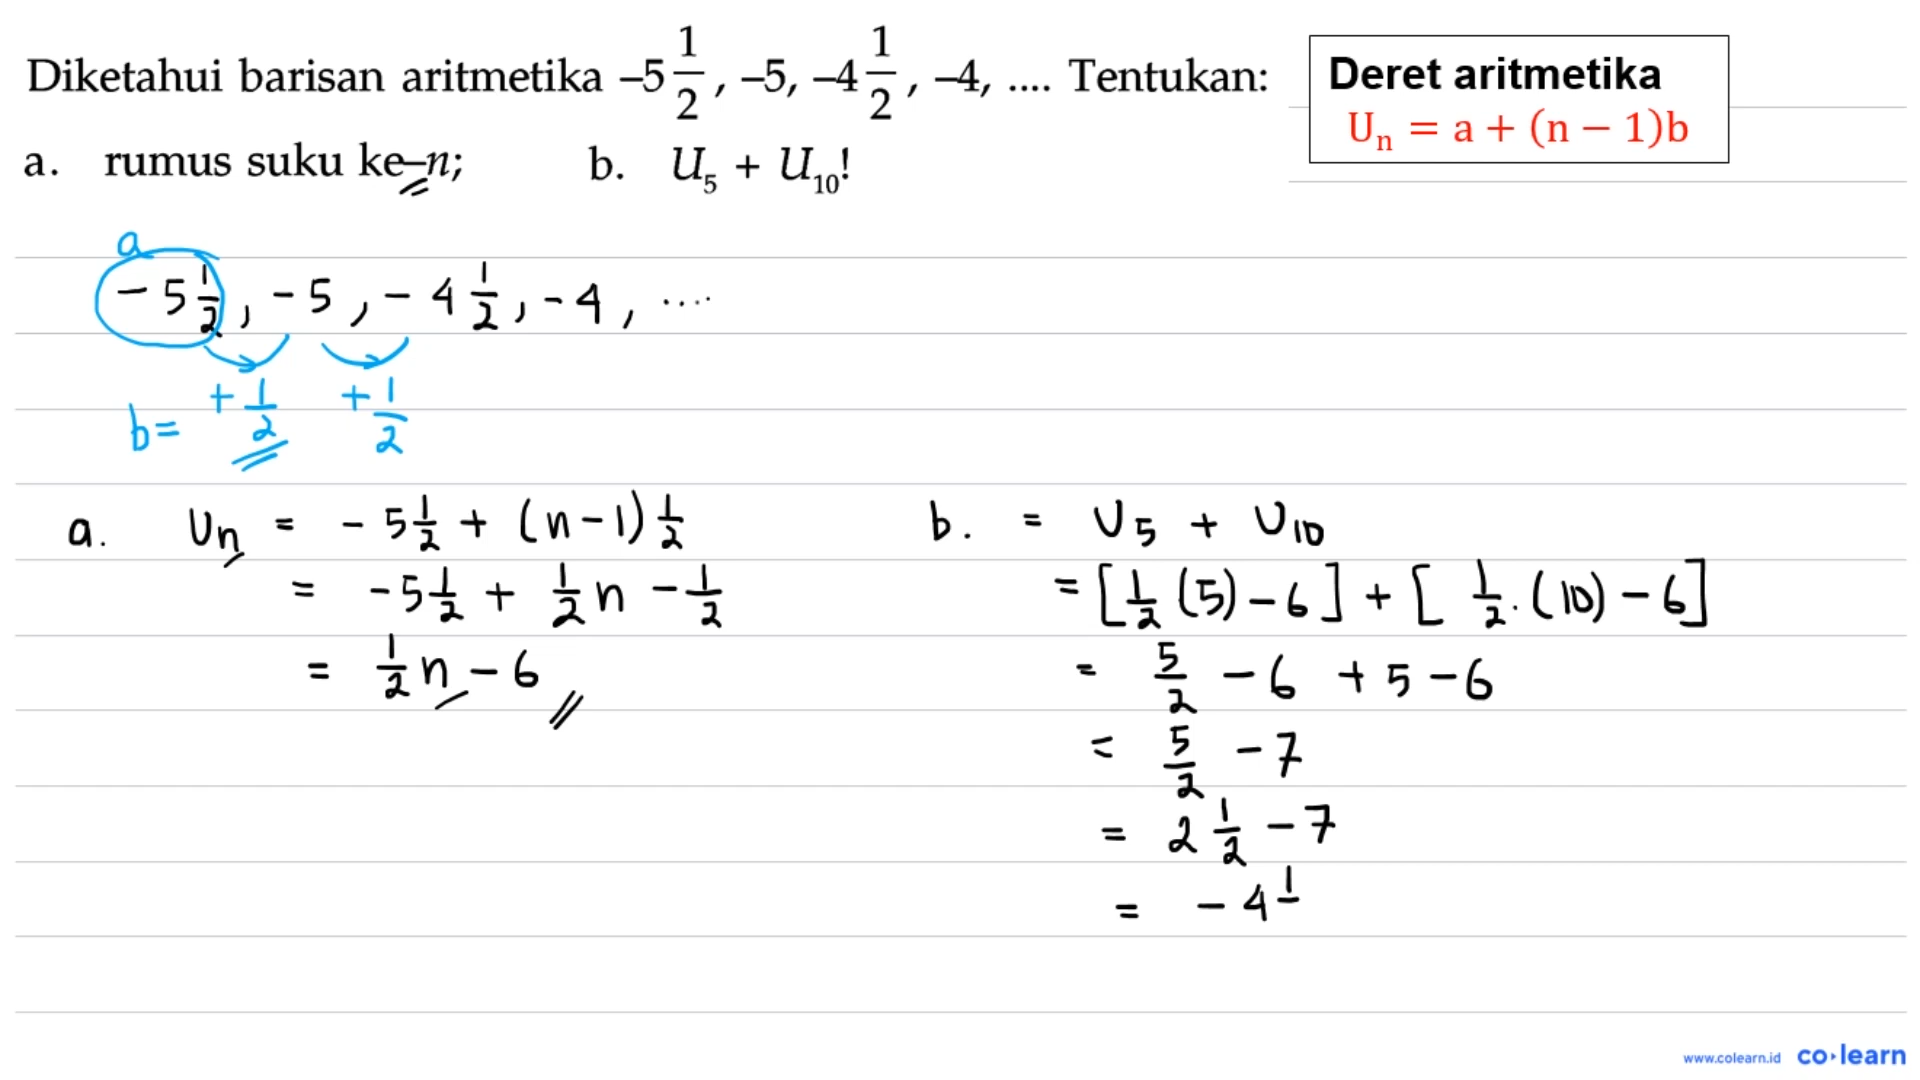 Diketahui barisan aritmetika –5 1/2, –5, –4 1/2, –4, .... Tentukan:
a. rumus suku ke–n; b. U5 + U10!
Deret aritmetika
Un = a + (n − 1)b
a
- 5 1/2, - 5, - 4 1/2, - 4, ....
b = + 1/2 + 1/2
a. Un = - 5 1/2 + (n - 1) 1/2
= - 5 1/2 + 1/2 n - 1/2
= 1/2 n - 6
b. = U5 + U10
= [1/2 (5) - 6] + [1/2 . (10) - 6]
= 5/2 - 6 + 5 - 6
= 5/2 - 7
= 2 1/2 - 7
= - 4 1/
www.colearn.id co·learn